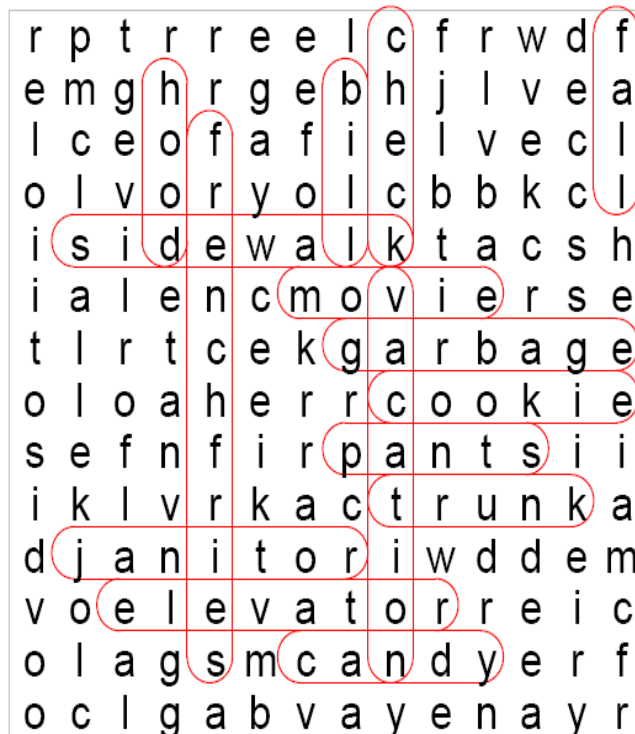 r p t r r e e l c f r w d f
e m g h r g e b h j l v e a
l c e o f a f i e l v e c l
o l v o r y o l c b b k c l
i s i d e w a l k t a c s h
i a l e n c m o v i e r s e
t l r t c e k g a r b a g e
o l o a h e r r c o o k i e
s e f n f i r p a n t s i i
i k l v r k a c t r u n k a
d j a n i t o r i w d d e m
v o e l e v a t o r r e i c
o l a g s m c a n d y e r f
o c l g a b v a y e n a y r